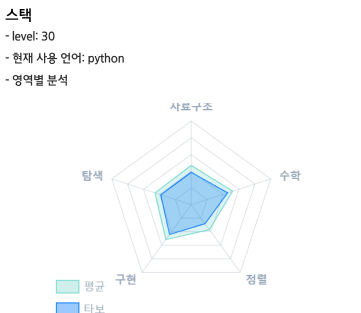 스택
- level: 30
- 현재 사용 언어: python
- 영역별 분석
자료구조
탐색
수학
구현
정렬
평균
타보